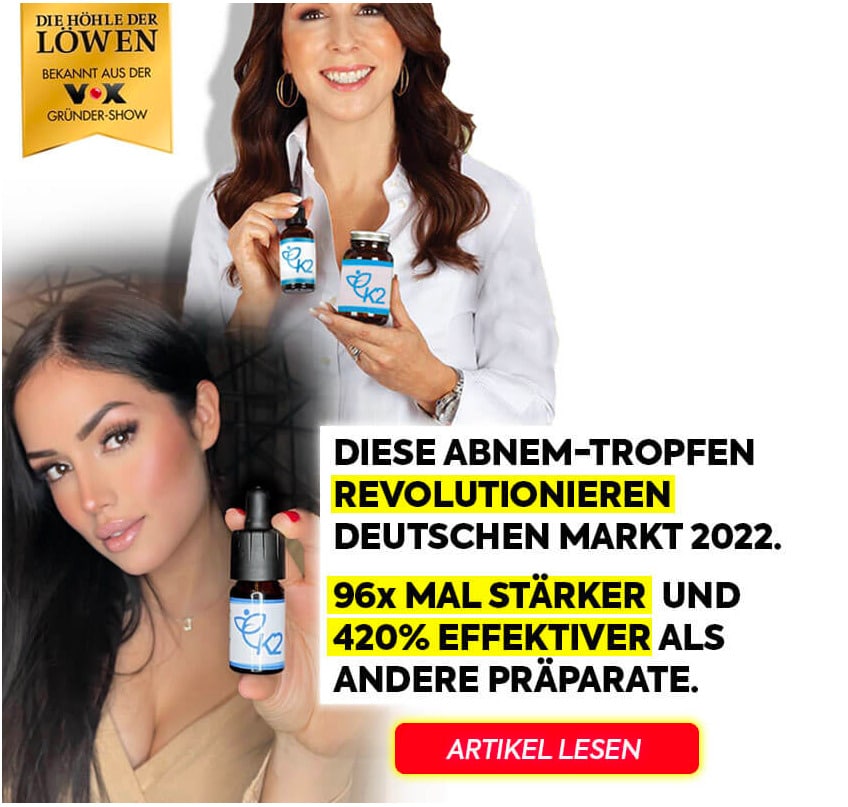 DIE HÖHLE DER
LÖWEN
BEKANNT AUS DER
VOX
GRÜNDER-SHOW
K2
K2
K2
DIESE ABNEM-TROPFEN
REVOLUTIONIEREN
DEUTSCHEN MARKT 2022.
96x MAL STÄRKER UND
420% EFFEKTIVER ALS
ANDERE PRÄPARATE.
ARTIKEL LESEN